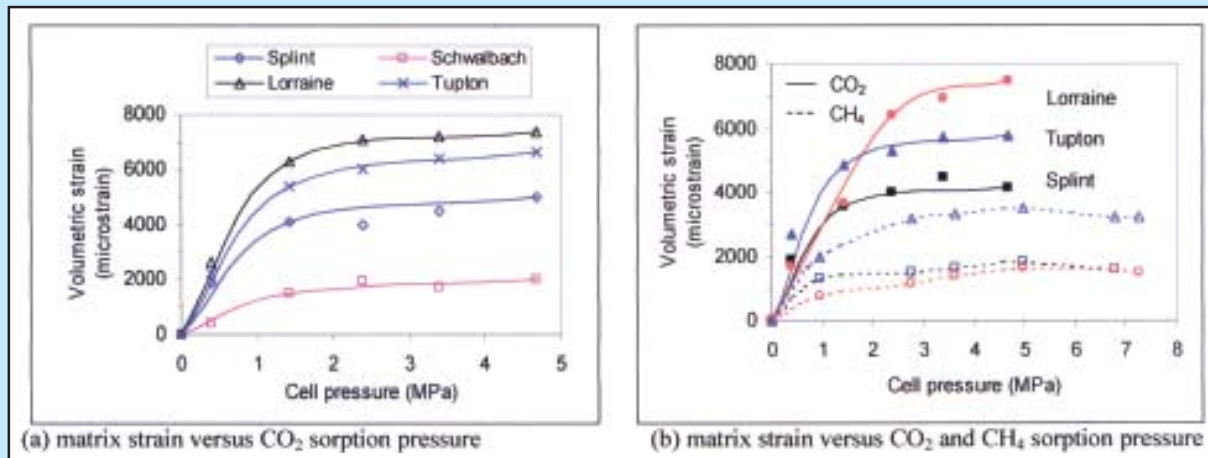 Splint Schwalbach
Lorraine Tupton
8000
6000
4000
2000
0
Volumetric strain
(microstrain)
0 1 2 3 4 5
Cell pressure (MPa)
(a) matrix strain versus CO₂ sorption pressure
8000
6000
4000
2000
0
Volumetric strain
(microstrain)
CO₂
CH₄
Lorraine
Tupton
Splint
0 1 2 3 4 5 6 7 8
Cell pressure (MPa)
(b) matrix strain versus CO₂ and CH₄ sorption pressure